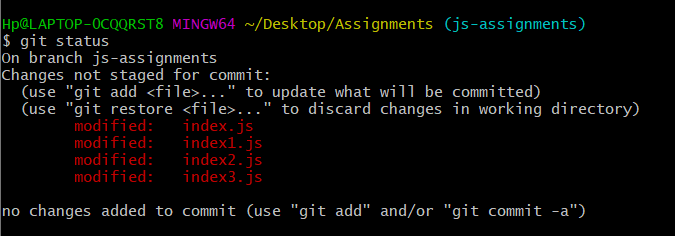 Hp@LAPTOP-0CQQRST8 MINGW64 ~/Desktop/Assignments (js-assignments)
$ git status
On branch js-assignments
Changes not staged for commit:
  (use "git add <file>..." to update what will be committed)
  (use "git restore <file>..." to discard changes in working directory)
        modified:   index.js
        modified:   index1.js
        modified:   index2.js
        modified:   index3.js

no changes added to commit (use "git add" and/or "git commit -a")